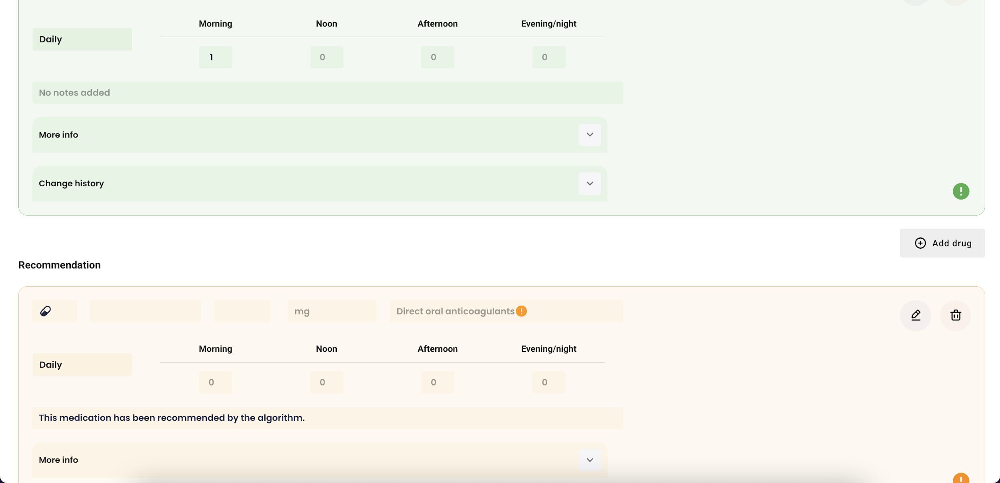 Morning Noon Afternoon Evening/night
Daily
1 0 0 0
No notes added
More info
Change history
!
Add drug
Recommendation
mg Direct oral anticoagulants !
Morning Noon Afternoon Evening/night
Daily
0 0 0 0
This medication has been recommended by the algorithm.
More info
!